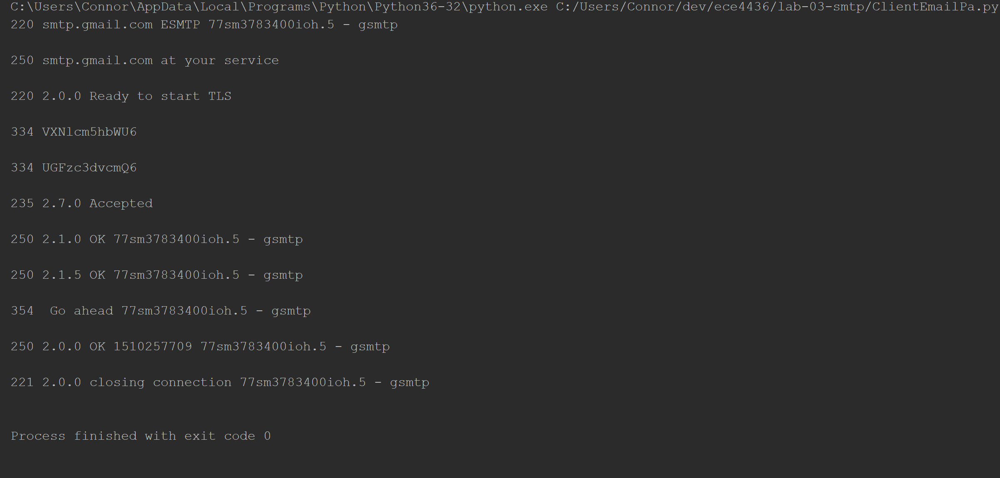 C:\Users\Connor\AppData\Local\Programs\Python\Python36-32\python.exe C:/Users/Connor/dev/ece4436/lab-03-smtp/ClientEmailPa.py
220 smtp.gmail.com ESMTP 77sm3783400ioh.5 - gsmtp
250 smtp.gmail.com at your service
220 2.0.0 Ready to start TLS
334 VXNlcm5hbWU6
334 UGFzc3dvcmQ6
235 2.7.0 Accepted
250 2.1.0 OK 77sm3783400ioh.5 - gsmtp
250 2.1.5 OK 77sm3783400ioh.5 - gsmtp
354  Go ahead 77sm3783400ioh.5 - gsmtp
250 2.0.0 OK 1510257709 77sm3783400ioh.5 - gsmtp
221 2.0.0 closing connection 77sm3783400ioh.5 - gsmtp
Process finished with exit code 0